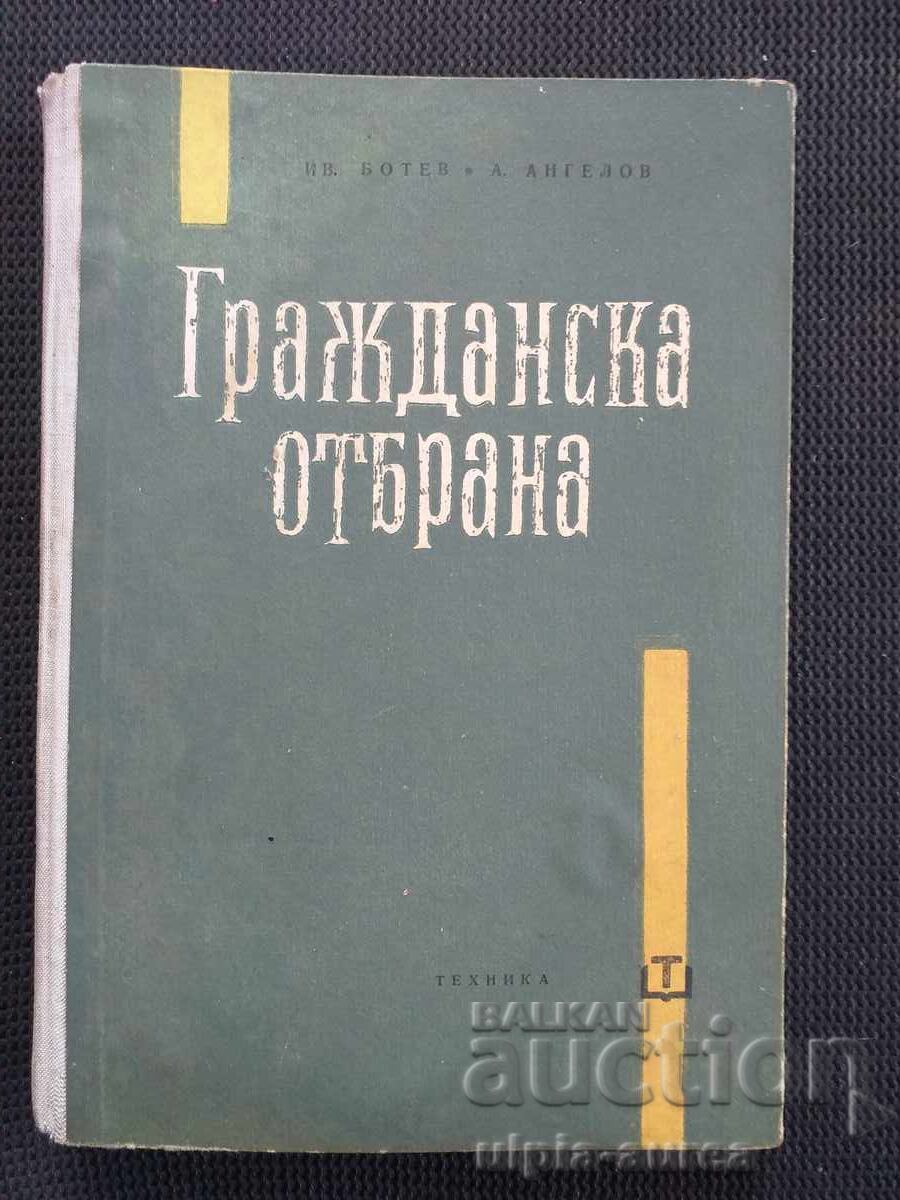 ИВ. БОТЕВ • А. АНГЕЛОВ
Гражданска
отбрана
ТЕХНИКА
Т
BALKAN
auction
ulpia-aurea